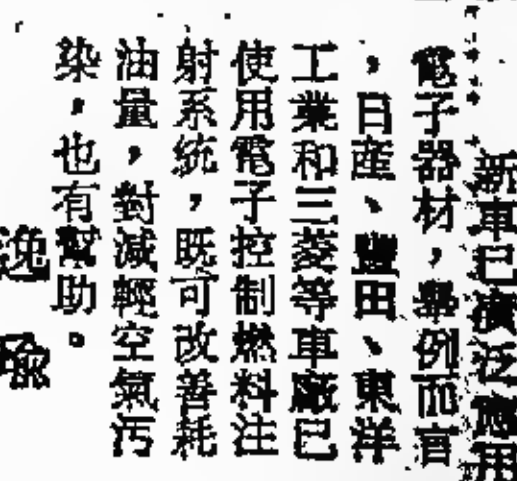 新車已廣泛應用
電子器材，舉例而言
，日産、豐田、東洋
工業和三菱等車廠已
使用電子控制燃料注
射系統，既可改善耗
油量，對減輕空氣污
染，也有幫助。
逸瑜